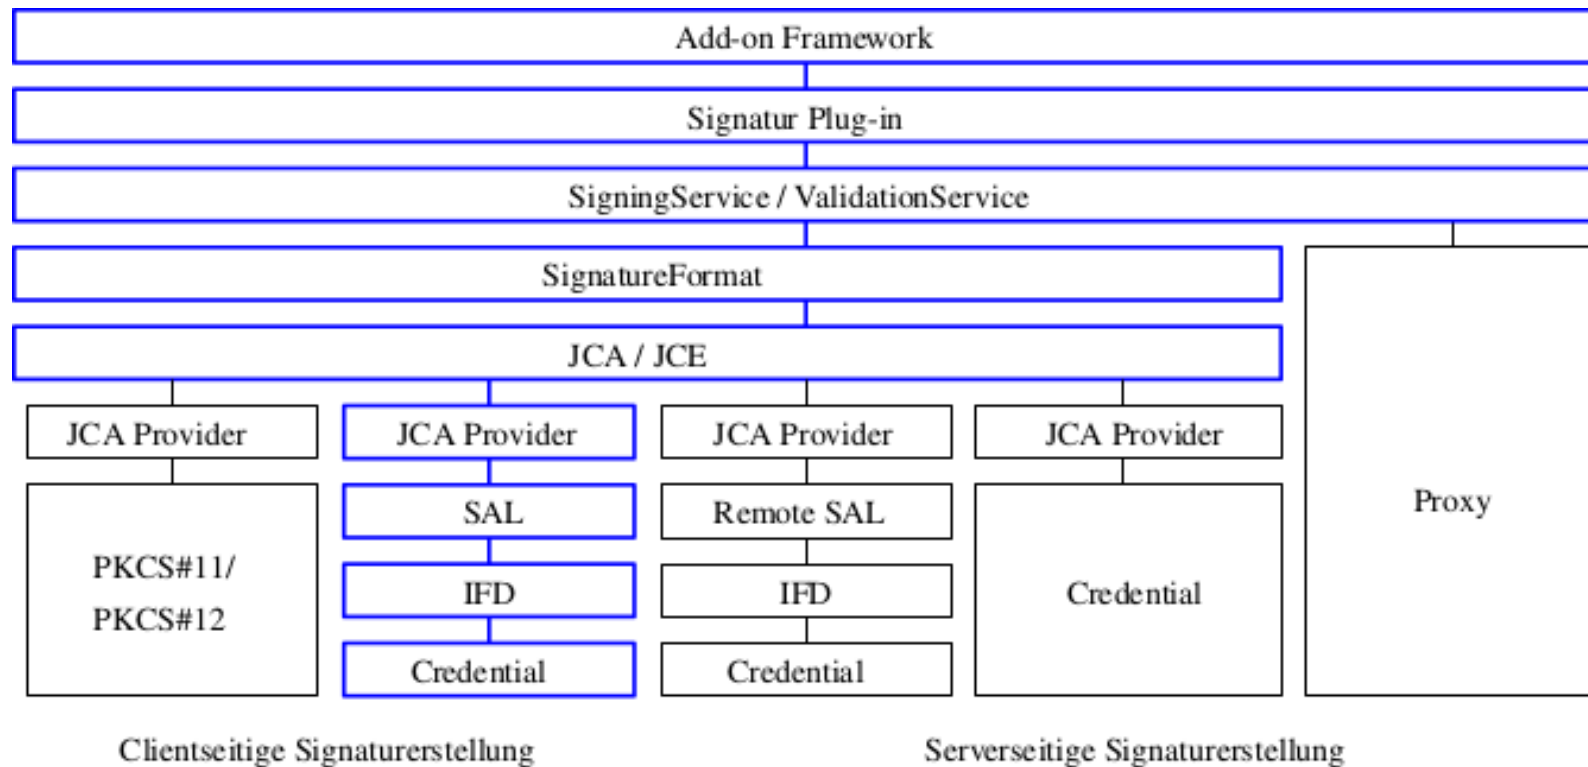 Add-on Framework
Signatur Plug-in
SigningService / ValidationService
SignatureFormat
JCA / JCE
JCA Provider
JCA Provider
JCA Provider
JCA Provider
SAL
Remote SAL
Proxy
PKCS#11/
PKCS#12
IFD
IFD
Credential
Credential
Credential
Clientseitige Signaturerstellung
Serverseitige Signaturerstellung